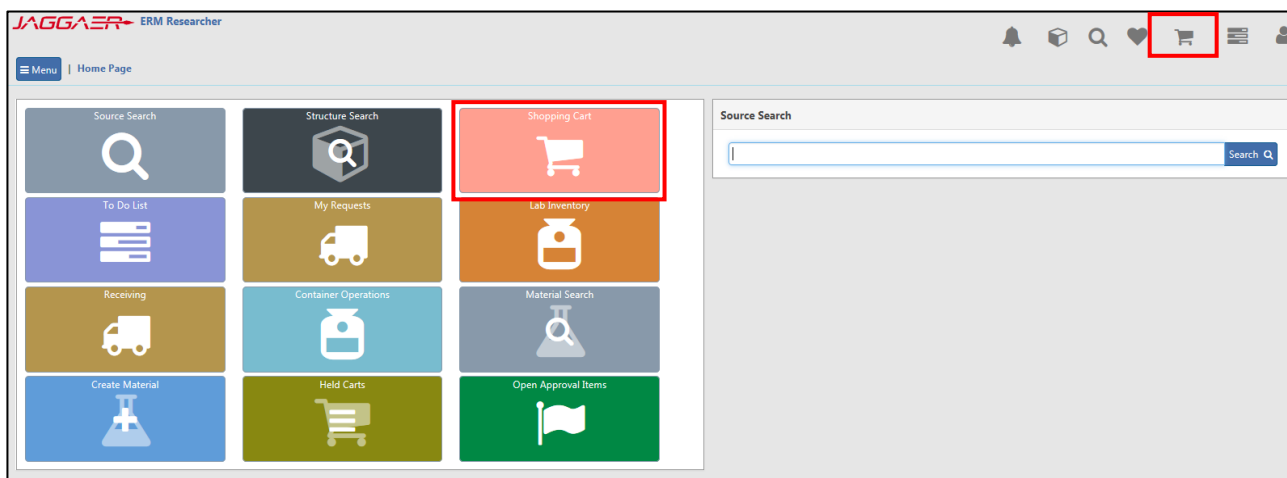 JAGGAER ERM Researcher
Menu | Home Page
Source Search
Structure Search
Shopping Cart
To Do List
My Requests
Lab Inventory
Receiving
Container Operations
Material Search
Create Material
Held Carts
Open Approval Items
Source Search
Search